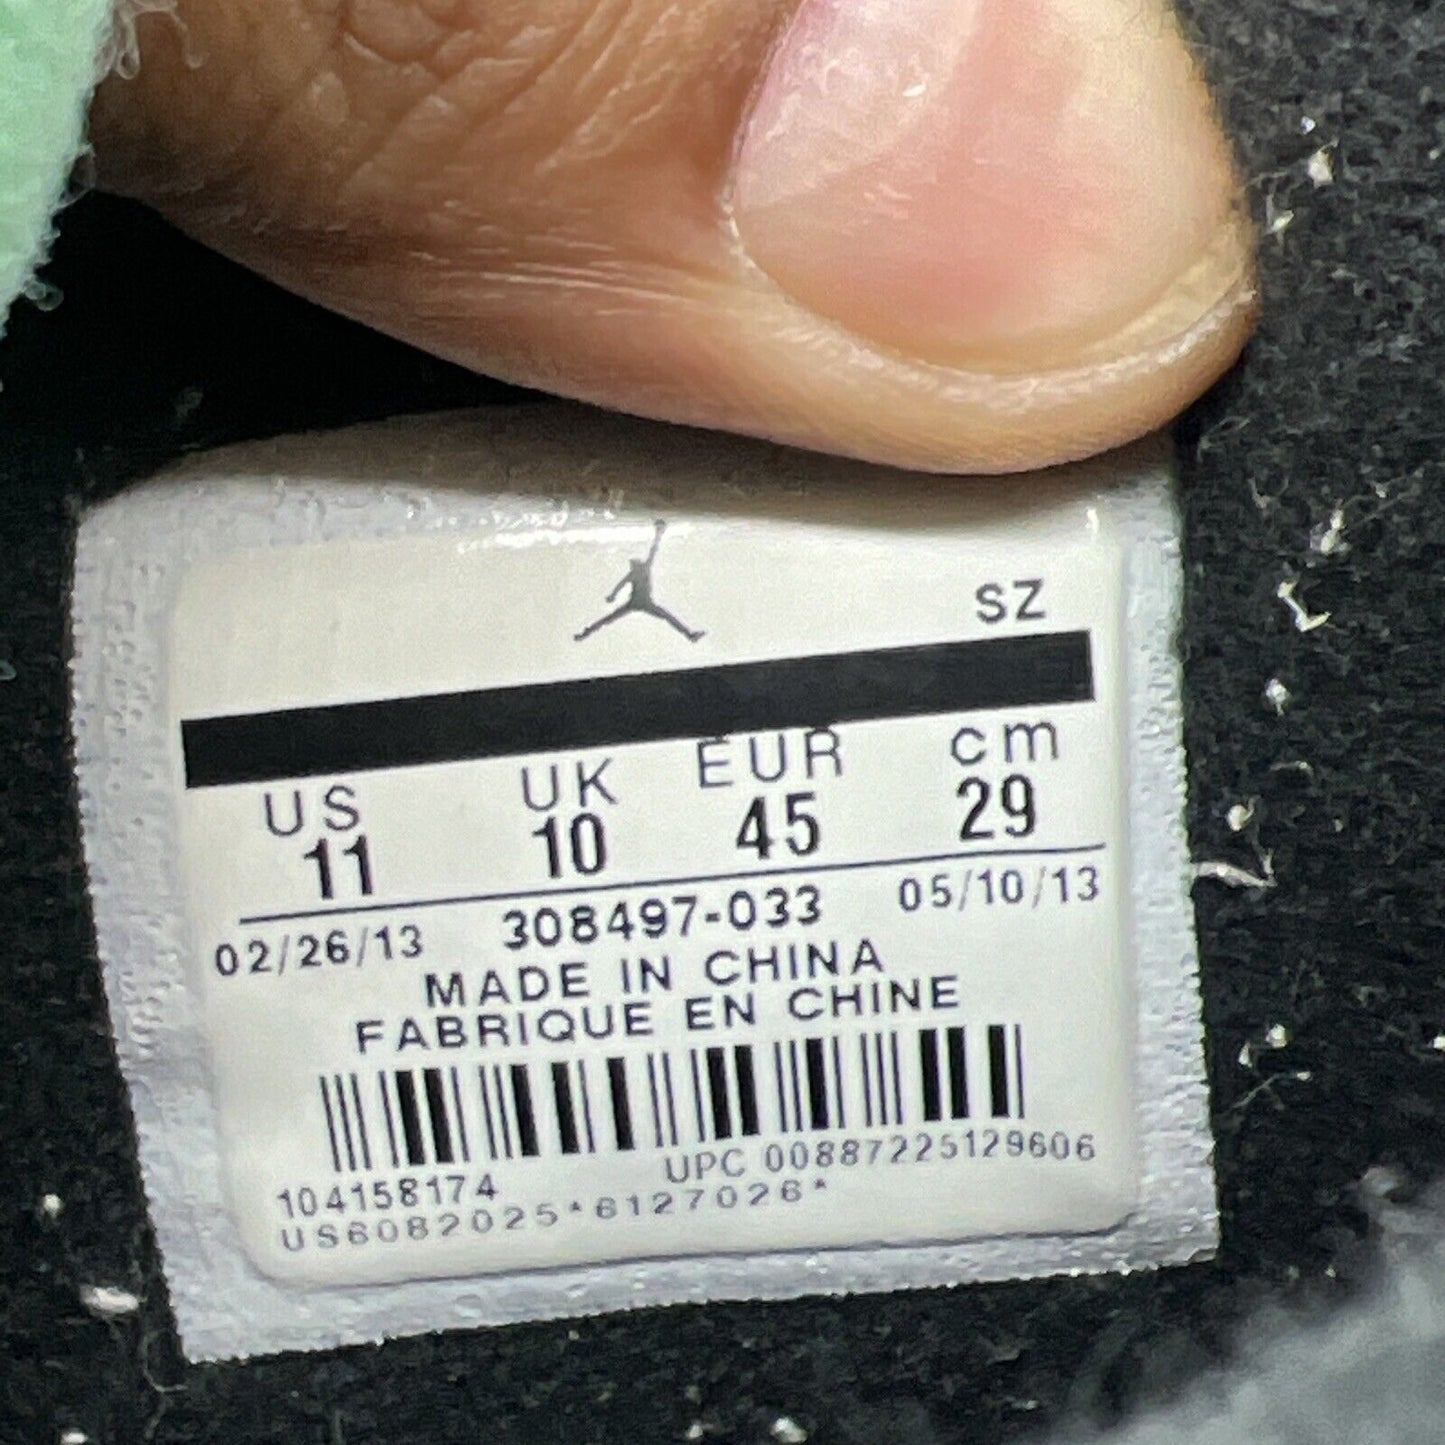 SZ
US UK EUR cm
11 10 45 29
02/26/13 308497-033 05/10/13
MADE IN CHINA
FABRIQUE EN CHINE
104158174 UPC 00887225129606
US6082025*6127026*